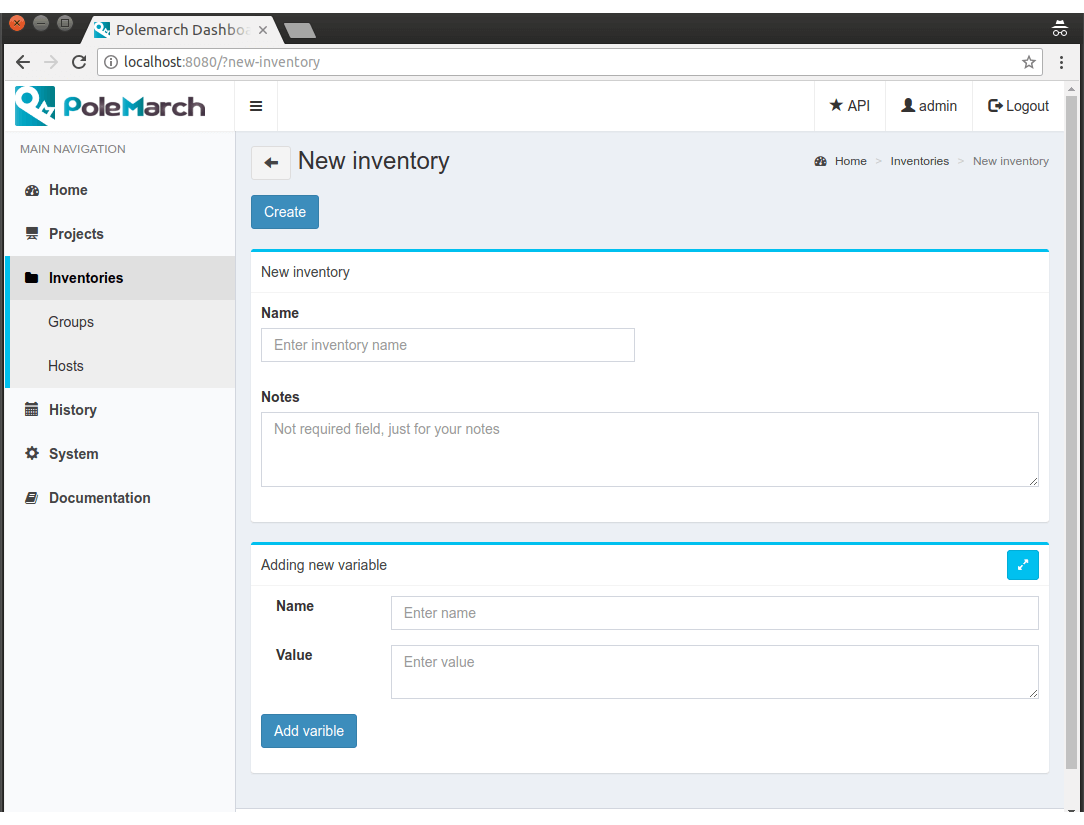 Polemarch Dashboa
localhost:8080/?new-inventory
PoleMarch
API
admin
Logout
MAIN NAVIGATION
Home
Projects
Inventories
Groups
Hosts
History
System
Documentation
New inventory
Home > Inventories > New inventory
Create
New inventory
Name
Enter inventory name
Notes
Not required field, just for your notes
Adding new variable
Name
Enter name
Value
Enter value
Add varible